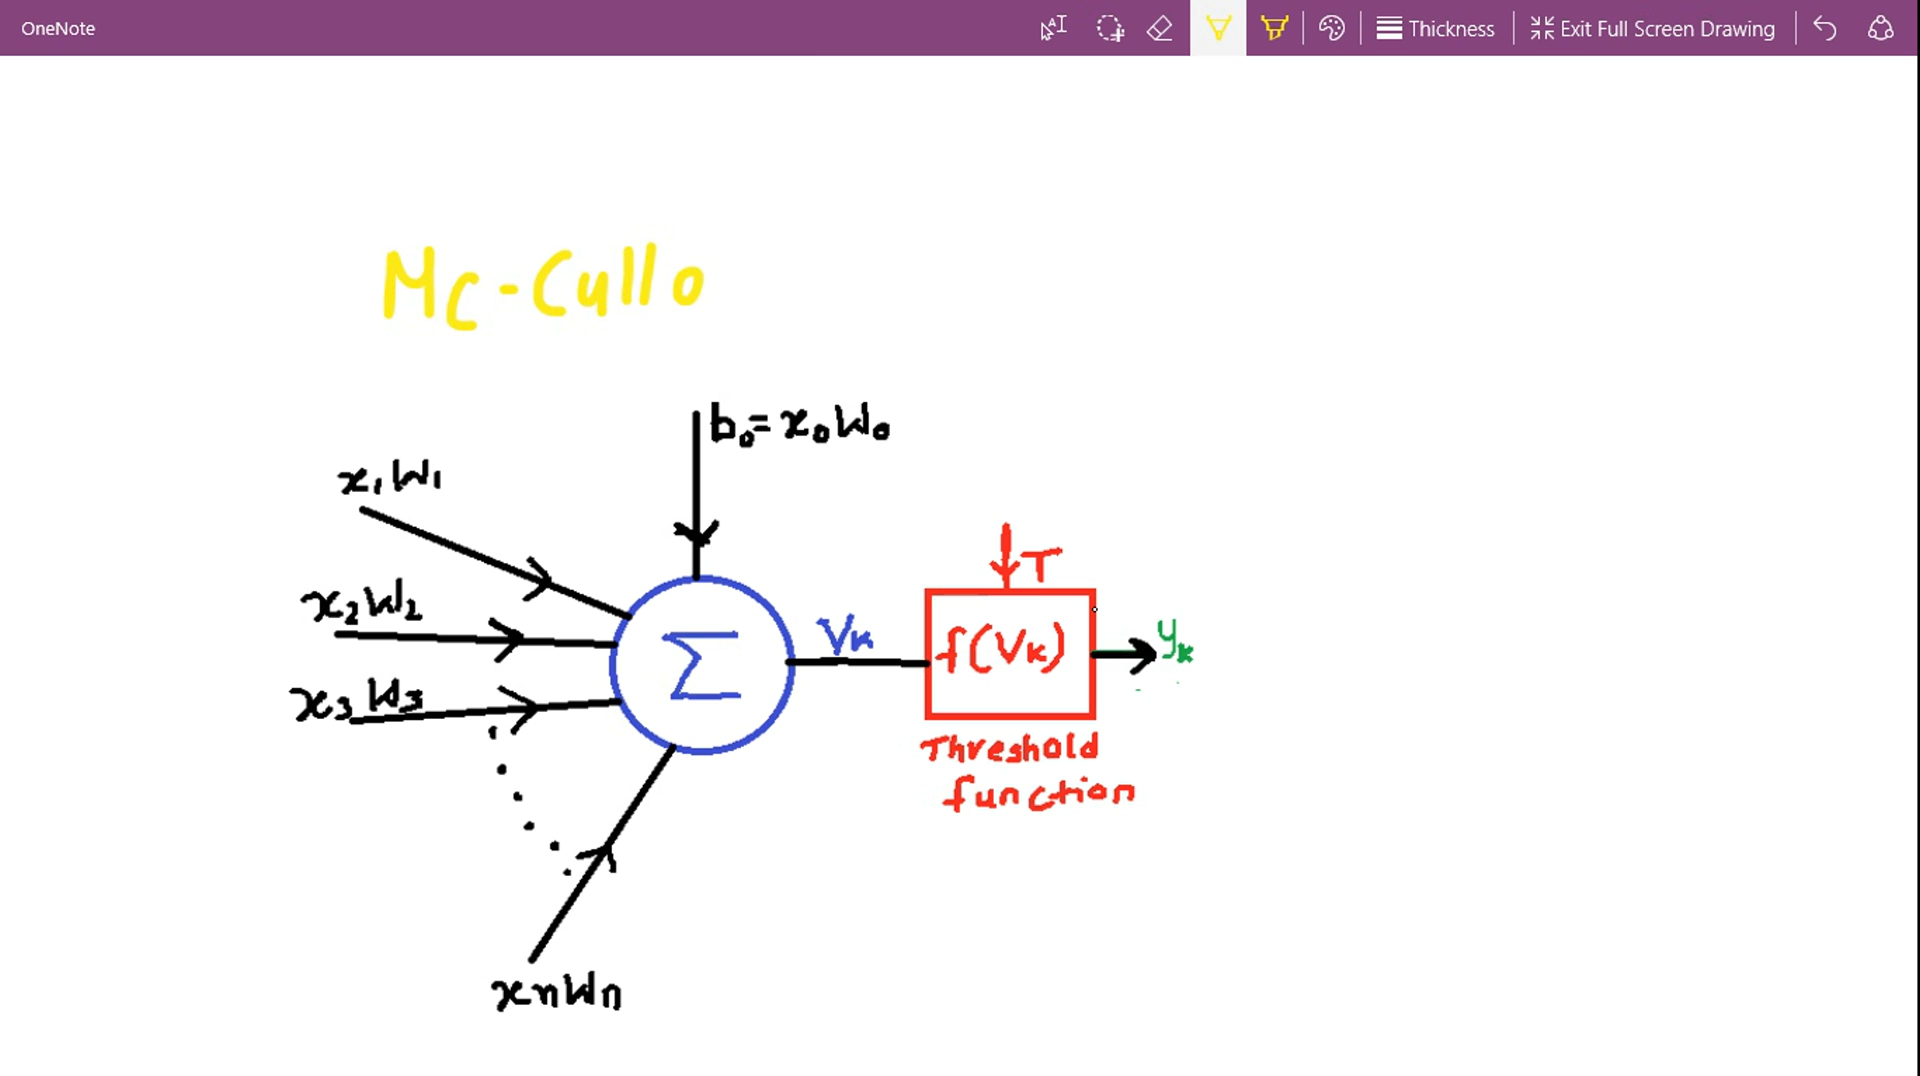 OneNote
Thickness
Exit Full Screen Drawing
Mc-Cullo
b₀=x₀W₀
x₁W₁
x₂W₂
x₃W₃
T
Vk
f(Vk)
yk
Threshold
function
xnWn